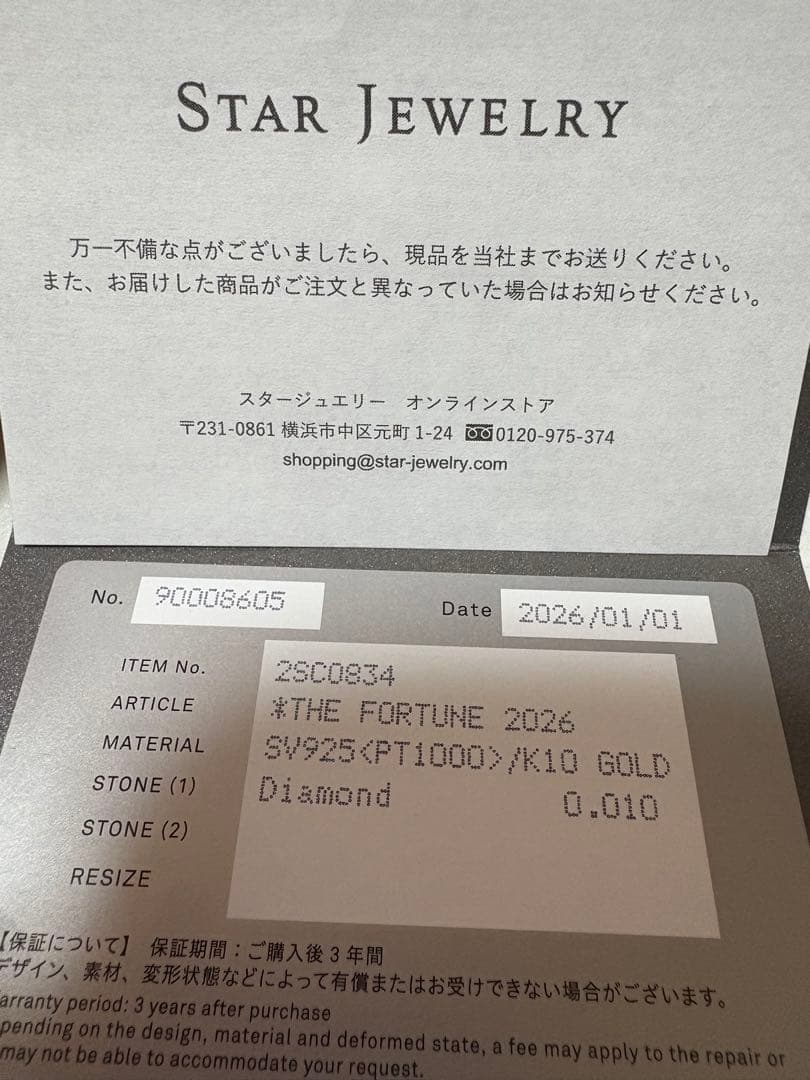 STAR JEWELRY
万一不備な点がございましたら、現品を当社までお送りください。
また、お届けした商品がご注文と異なっていた場合はお知らせください。
スタージュエリー　オンラインストア
〒231-0861 横浜市中区元町 1-24 0120-975-374
shopping@star-jewelry.com
No. 90008605 Date 2026/01/01
ITEM No. 2SC0834
ARTICLE *THE FORTUNE 2026
MATERIAL SV925<PT1000>/K10 GOLD
STONE (1) Diamond 0.010
STONE (2)
RESIZE
【保証について】 保証期間：ご購入後３年間
デザイン、素材、変形状態などによって有償またはお受けできない場合がございます。
arranty period: 3 years after purchase
pending on the design, material and deformed state, a fee may apply to the repair or
may not be able to accommodate your request.